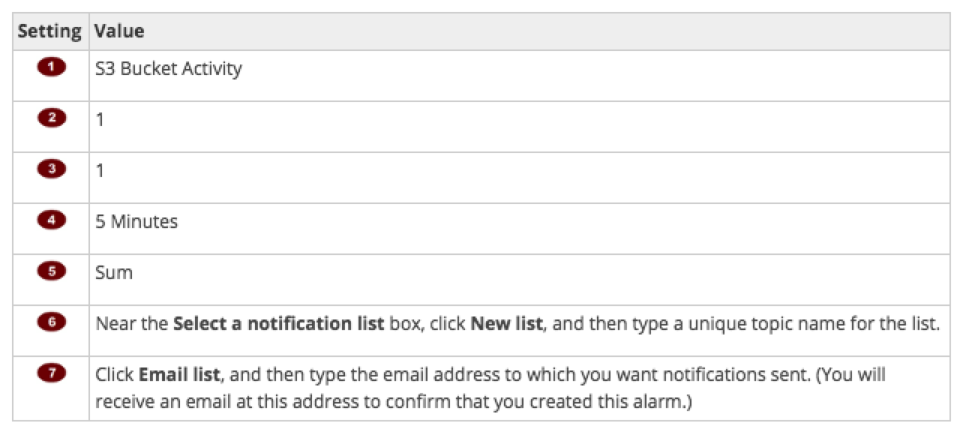 Setting Value
1 S3 Bucket Activity
2 1
3 1
4 5 Minutes
5 Sum
6 Near the Select a notification list box, click New list, and then type a unique topic name for the list.
7 Click Email list, and then type the email address to which you want notifications sent. (You will
receive an email at this address to confirm that you created this alarm.)